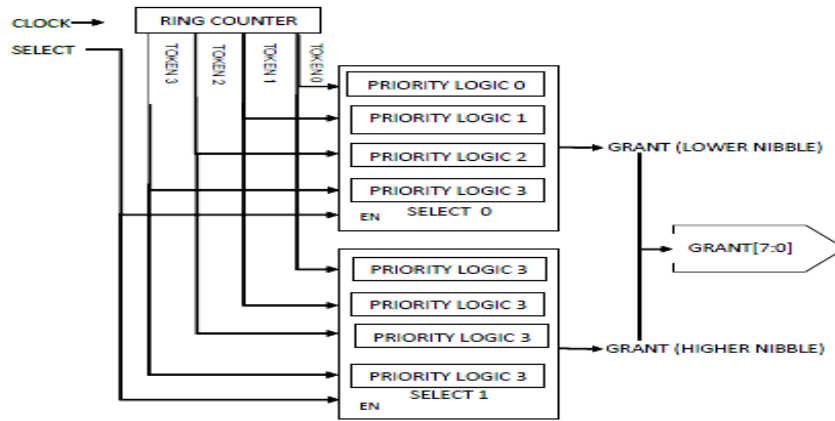 CLOCK
RING COUNTER
SELECT
TOKEN 3
TOKEN 2
TOKEN 1
TOKEN 0
PRIORITY LOGIC 0
PRIORITY LOGIC 1
PRIORITY LOGIC 2
PRIORITY LOGIC 3
EN
SELECT 0
GRANT (LOWER NIBBLE)
GRANT[7:0]
PRIORITY LOGIC 3
PRIORITY LOGIC 3
PRIORITY LOGIC 3
PRIORITY LOGIC 3
EN
SELECT 1
GRANT (HIGHER NIBBLE)